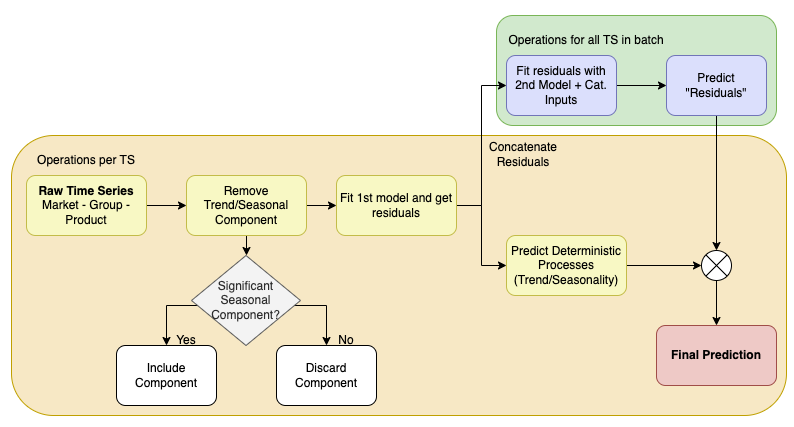 Operations for all TS in batch
Fit residuals with
2nd Model + Cat.
Inputs
Predict
"Residuals"
Concatenate
Residuals
Operations per TS
Raw Time Series
Market - Group -
Product
Remove
Trend/Seasonal
Component
Fit 1st model and get
residuals
Predict Deterministic
Processes
(Trend/Seasonality)
Significant
Seasonal
Component?
Yes
No
Include
Component
Discard
Component
Final Prediction